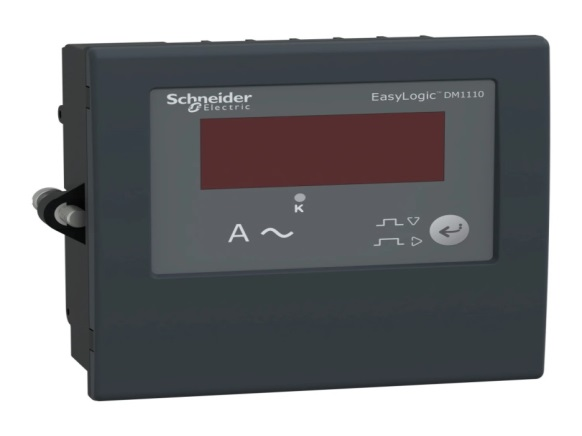 Schneider
Electric
EasyLogic™ DM1110
K
A ~